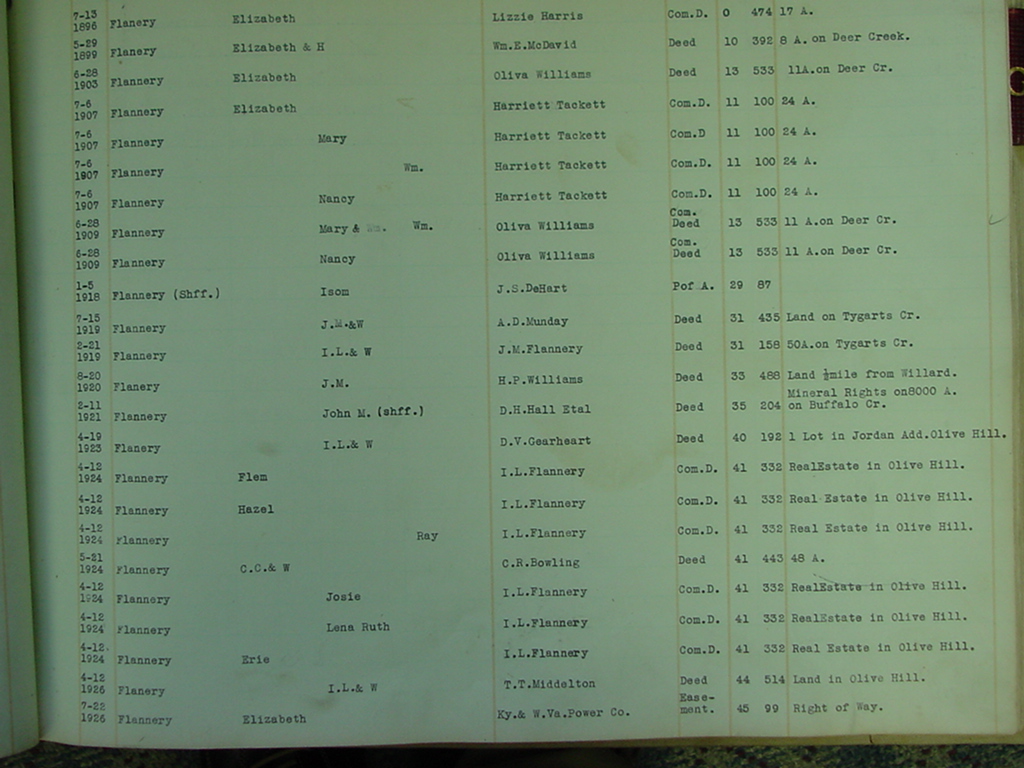 7-13
1896 Flanery Elizabeth Lizzie Harris Com.D. 0 474 17 A.
5-29
1899 Flanery Elizabeth & H Wm.E.McDavid Deed 10 392 8 A. on Deer Creek.
6-28
1903 Flanery Elizabeth Oliva Williams Deed 13 533 11A.on Deer Cr.
7-6
1907 Flannery Elizabeth Harriett Tackett Com.D. 11 100 24 A.
7-6
1907 Flannery Mary Harriett Tackett Com.D 11 100 24 A.
7-6
1907 Flannery Wm. Harriett Tackett Com.D. 11 100 24 A.
7-6
1907 Flannery Nancy Harriett Tackett Com.D. 11 100 24 A.
6-28 Com.
1909 Flannery Mary & Wm. Wm. Oliva Williams Deed 13 533 11 A.on Deer Cr.
6-28 Com.
1909 Flannery Nancy Oliva Williams Deed 13 533 11 A.on Deer Cr.
1-5
1918 Flannery (Shff.) Isom J.S.DeHart Pof A. 29 87
7-15
1919 Flannery J.M.&W A.D.Munday Deed 31 435 Land on Tygarts Cr.
2-21
1919 Flannery I.L.& W J.M.Flannery Deed 31 158 50A.on Tygarts Cr.
8-20
1920 Flanery J.M. H.P.Williams Deed 33 488 Land ½mile from Willard.
2-11 Mineral Rights on8000 A.
1921 Flannery John M. (shff.) D.H.Hall Etal Deed 35 204 on Buffalo Cr.
4-19
1923 Flanery I.L.& W D.V.Gearheart Deed 40 192 1 Lot in Jordan Add.Olive Hill.
4-12
1924 Flannery Flem I.L.Flannery Com.D. 41 332 RealEstate in Olive Hill.
4-12
1924 Flannery Hazel I.L.Flannery Com.D. 41 332 Real Estate in Olive Hill.
4-12
1924 Flannery Ray I.L.Flannery Com.D. 41 332 Real Estate in Olive Hill.
5-21
1924 Flannery C.C.& W C.R.Bowling Deed 41 443 48 A.
4-12
1924 Flannery Josie I.L.Flannery Com.D. 41 332 RealEstate in Olive Hill.
4-12
1924 Flannery Lena Ruth I.L.Flannery Com.D. 41 332 RealEstate in Olive Hill.
4-12.
1924 Flannery Erie I.L.Flannery Com.D. 41 332 Real Estate in Olive Hill.
4-12
1926 Flanery I.L.& W T.T.Middelton Deed 44 514 Land in Olive Hill.
7-22 Ease-
1926 Flannery Elizabeth Ky.& W.Va.Power Co. ment. 45 99 Right of Way.